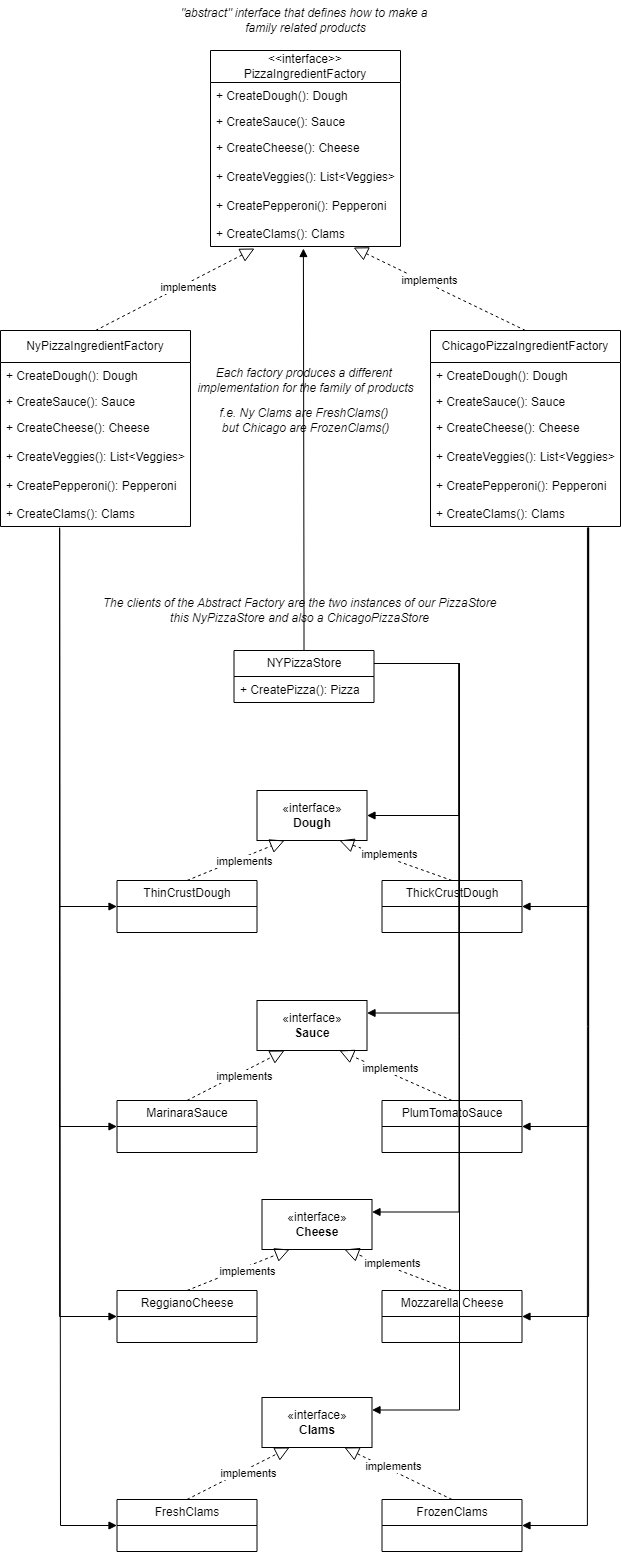 "abstract" interface that defines how to make a
family related products
<<interface>>
PizzaIngredientFactory
+ CreateDough(): Dough
+ CreateSauce(): Sauce
+ CreateCheese(): Cheese
+ CreateVeggies(): List<Veggies>
+ CreatePepperoni(): Pepperoni
+ CreateClams(): Clams
implements
implements
NyPizzaIngredientFactory
+ CreateDough(): Dough
+ CreateSauce(): Sauce
+ CreateCheese(): Cheese
+ CreateVeggies(): List<Veggies>
+ CreatePepperoni(): Pepperoni
+ CreateClams(): Clams
Each factory produces a different
implementation for the family of products
f.e. Ny Clams are FreshClams()
but Chicago are FrozenClams()
ChicagoPizzaIngredientFactory
+ CreateDough(): Dough
+ CreateSauce(): Sauce
+ CreateCheese(): Cheese
+ CreateVeggies(): List<Veggies>
+ CreatePepperoni(): Pepperoni
+ CreateClams(): Clams
The clients of the Abstract Factory are the two instances of our PizzaStore
this NyPizzaStore and also a ChicagoPizzaStore
NYPizzaStore
+ CreatePizza(): Pizza
«interface»
Dough
implements
implements
ThinCrustDough
ThickCrustDough
«interface»
Sauce
implements
implements
MarinaraSauce
PlumTomatoSauce
«interface»
Cheese
implements
implements
ReggianoCheese
Mozzarella Cheese
«interface»
Clams
implements
implements
FreshClams
FrozenClams